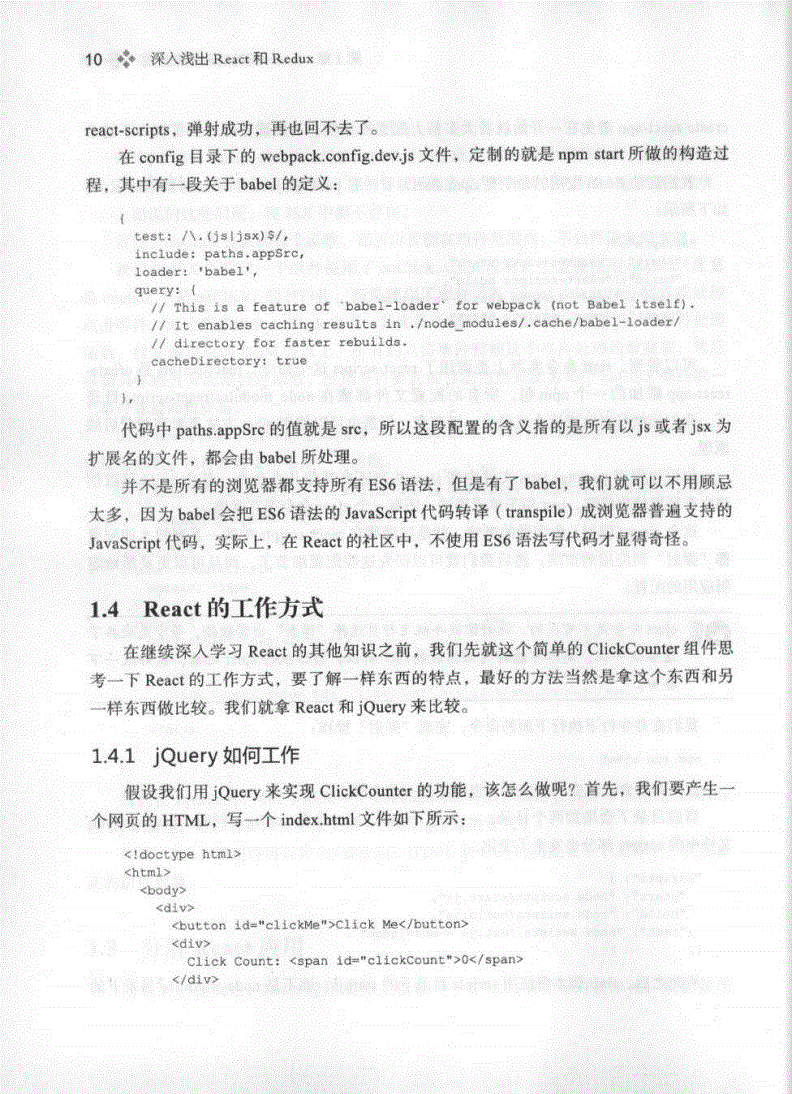 10 深入浅出 React 和 Redux
react-scripts，弹射成功，再也回不去了。
在 config 目录下的 webpack.config.dev.js 文件，定制的就是 npm start 所做的构造过
程，其中有一段关于 babel 的定义：
{
test: /\.(js|jsx)$/,
include: paths.appSrc,
loader: 'babel',
query: {
// This is a feature of `babel-loader` for webpack (not Babel itself).
// It enables caching results in ./node_modules/.cache/babel-loader/
// directory for faster rebuilds.
cacheDirectory: true
}
},
代码中 paths.appSrc 的值就是 src，所以这段配置的含义指的是所有以 js 或者 jsx 为
扩展名的文件，都会由 babel 所处理。
并不是所有的浏览器都支持所有 ES6 语法，但是有了 babel，我们就可以不用顾忌
太多，因为 babel 会把 ES6 语法的 JavaScript 代码转译（transpile）成浏览器普遍支持的
JavaScript 代码，实际上，在 React 的社区中，不使用 ES6 语法写代码才显得奇怪。
1.4 React 的工作方式
在继续深入学习 React 的其他知识之前，我们先就这个简单的 ClickCounter 组件思
考一下 React 的工作方式，要了解一样东西的特点，最好的方法当然是拿这个东西和另
一样东西做比较。我们就拿 React 和 jQuery 来比较。
1.4.1 jQuery 如何工作
假设我们用 jQuery 来实现 ClickCounter 的功能，该怎么做呢？首先，我们要产生一
个网页的 HTML，写一个 index.html 文件如下所示：
<!doctype html>
<html>
<body>
<div>
<button id="clickMe">Click Me</button>
<div>
Click Count: <span id="clickCount">0</span>
</div>